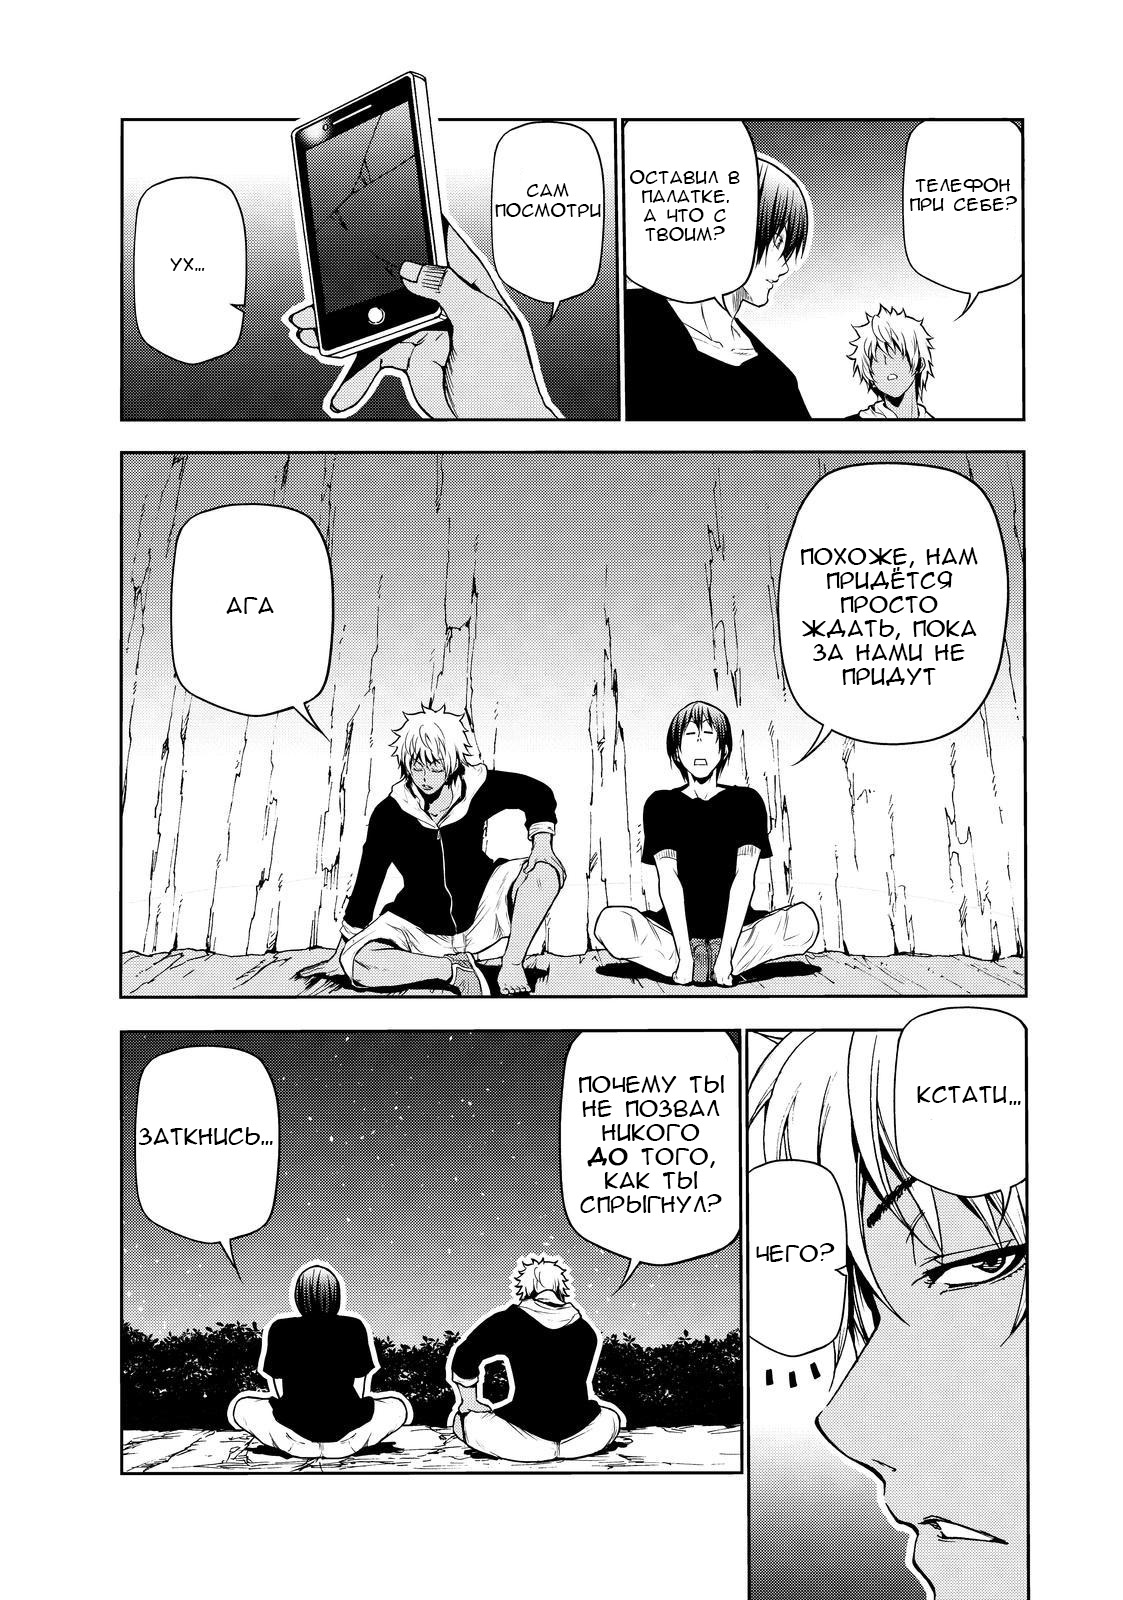 ТЕЛЕФОН
ПРИ СЕБЕ?
ОСТАВИЛ В
ПАЛАТКЕ.
А ЧТО С
ТВОИМ?
САМ
ПОСМОТРИ
УХ...
ПОХОЖЕ, НАМ
ПРИДЁТСЯ
ПРОСТО
ЖДАТЬ, ПОКА
ЗА НАМИ НЕ
ПРИДУТ
АГА
КСТАТИ...
ЧЕГО?
ПОЧЕМУ ТЫ
НЕ ПОЗВАЛ
НИКОГО
ДО ТОГО,
КАК ТЫ
СПРЫГНУЛ?
ЗАТКНИСЬ...